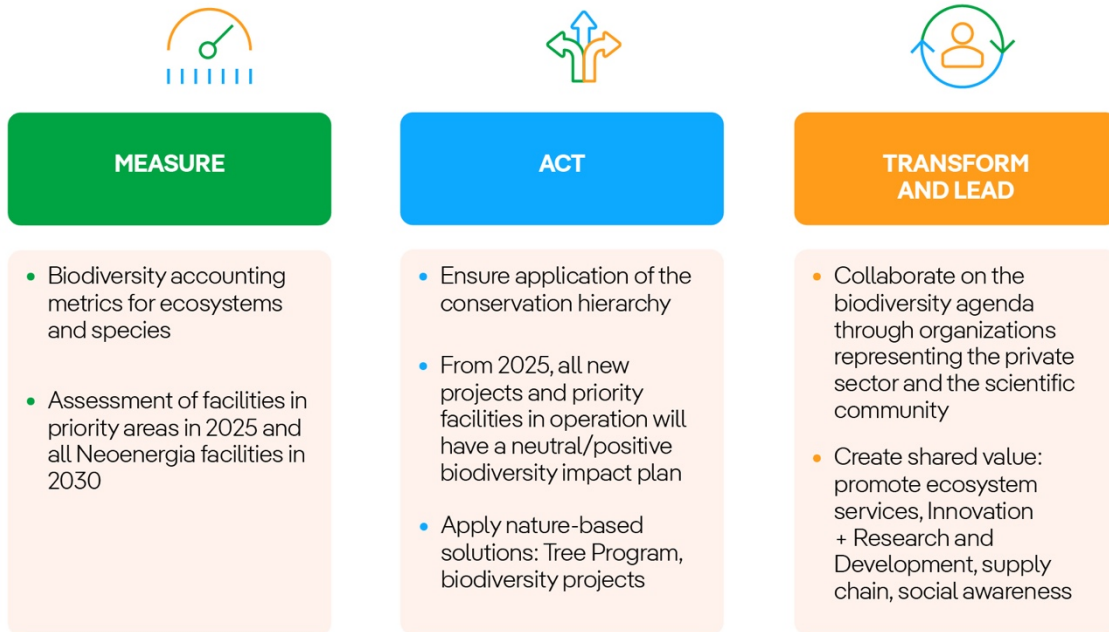 MEASURE
Biodiversity accounting
metrics for ecosystems
and species
Assessment of facilities in
priority areas in 2025 and
all Neoenergia facilities in
2030
ACT
Ensure application of the
conservation hierarchy
From 2025, all new
projects and priority
facilities in operation will
have a neutral/positive
biodiversity impact plan
Apply nature-based
solutions: Tree Program,
biodiversity projects
TRANSFORM
AND LEAD
Collaborate on the
biodiversity agenda
through organizations
representing the private
sector and the scientific
community
Create shared value:
promote ecosystem
services, Innovation
+ Research and
Development, supply
chain, social awareness